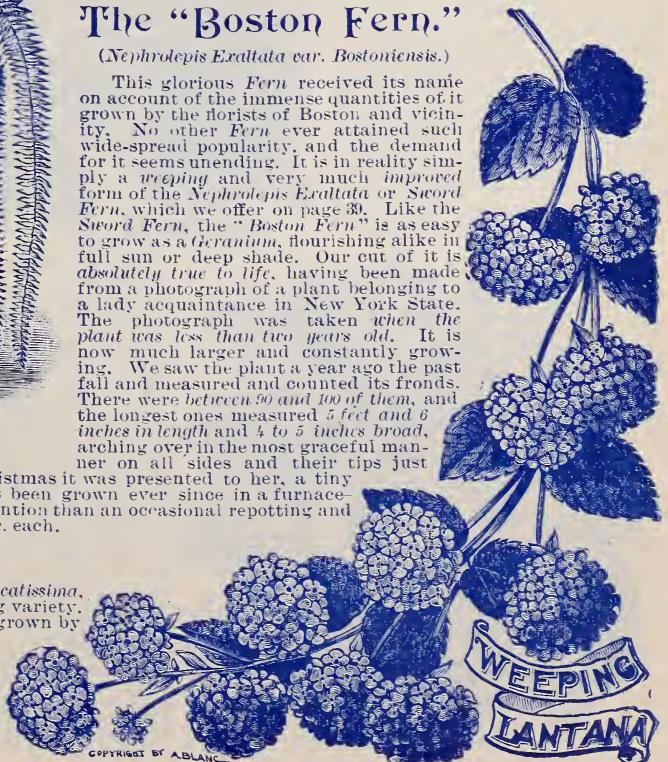 The “Boston Fern.”
(Nephrolepis Exaltata var. Bostoniensis.)
This glorious Fern received its name
on account of the immense quantities of it
grown by the florists of Boston and vicin-
ity. No other Fern ever attained such
wide-spread popularity, and the demand
for it seems unending. It is in reality sim-
ply a weeping and very much improved
form of the Nephrolepis Exaltata or Sword
Fern, which we offer on page 39. Like the
Sword Fern, the “Boston Fern” is as easy
to grow as a Geranium, flourishing alike in
full sun or deep shade. Our cut of it is
absolutely true to life, having been made
from a photograph of a plant belonging to
a lady acquaintance in New York State.
The photograph was taken when the
plant was less than two years old. It is
now much larger and constantly grow-
ing. We saw the plant a year ago the past
fall and measured and counted its fronds.
There were between 90 and 100 of them, and
the longest ones measured 5 feet and 6
inches in length and 4 to 5 inches broad,
arching over in the most graceful man-
ner on all sides and their tips just
istmas it was presented to her, a tiny
s been grown ever since in a furnace-
ntion than an occasional repotting and
. each.
catissima,
g variety.
grown by
WEEPING
LANTANA
COPYRIGHT BY A.BLANC